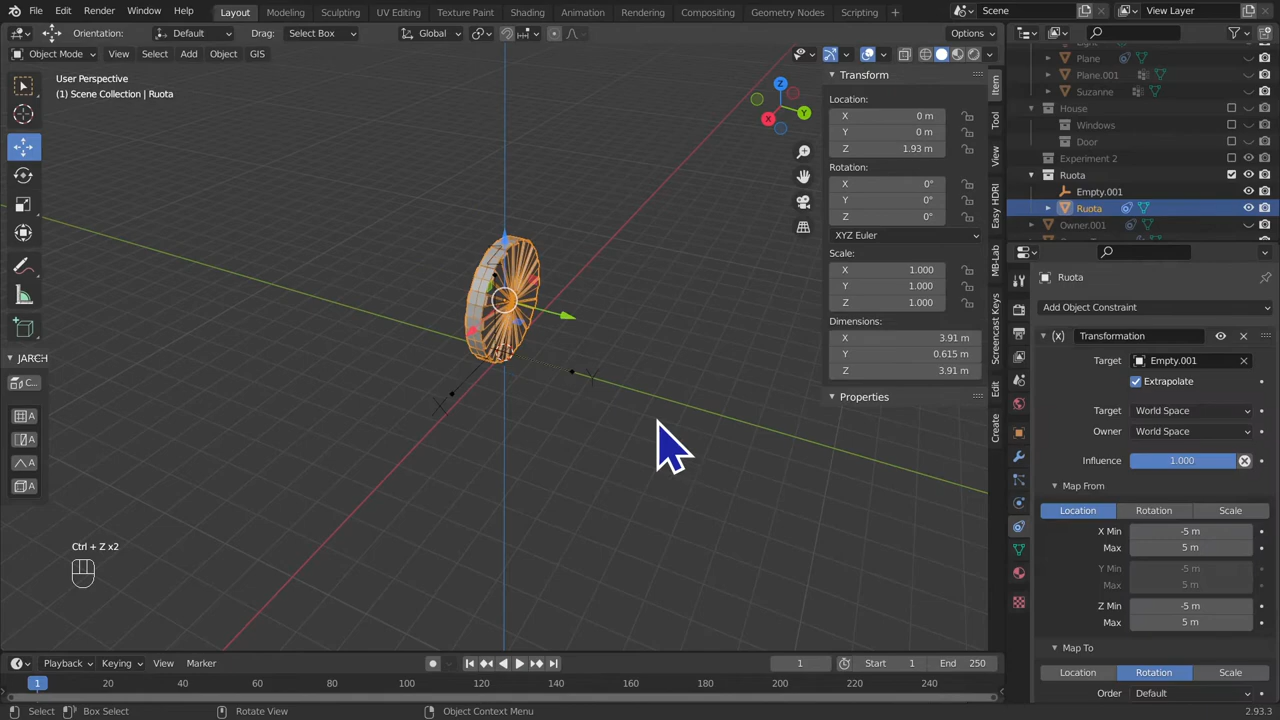 File Edit Render Window Help Layout Modeling Sculpting UV Editing Texture Paint Shading Animation Rendering Compositing Geometry Nodes Scripting + Scene View Layer
Orientation: Default Drag: Select Box Global Options
Object Mode View Select Add Object GIS
User Perspective
(1) Scene Collection | Ruota
Z
Y
X
X
Y
JARCH
C...
A
A
A
A
Ctrl + Z x2
Transform
Location:
X 0 m
Y 0 m
Z 1.93 m
Rotation:
X 0°
Y 0°
Z 0°
XYZ Euler
Scale:
X 1.000
Y 1.000
Z 1.000
Dimensions:
X 3.91 m
Y 0.615 m
Z 3.91 m
Properties
Item
Tool
View
Easy HDRI
MB-Lab
Screencast Keys
Edit
Create
Light
Plane
Plane.001
Suzanne
House
Windows
Door
Experiment 2
Ruota
Empty.001
Ruota
Owner.001
Ruota
Add Object Constraint
Transformation
Target Empty.001
Extrapolate
Target World Space
Owner World Space
Influence 1.000
Map From
Location Rotation Scale
X Min -5 m
Max 5 m
Y Min -5 m
Max 5 m
Z Min -5 m
Max 5 m
Map To
Location Rotation Scale
Order Default
Playback Keying View Marker 1 Start 1 End 250
1 20 40 60 80 100 120 140 160 180 200 220 240
Select Box Select Rotate View Object Context Menu 2.93.3